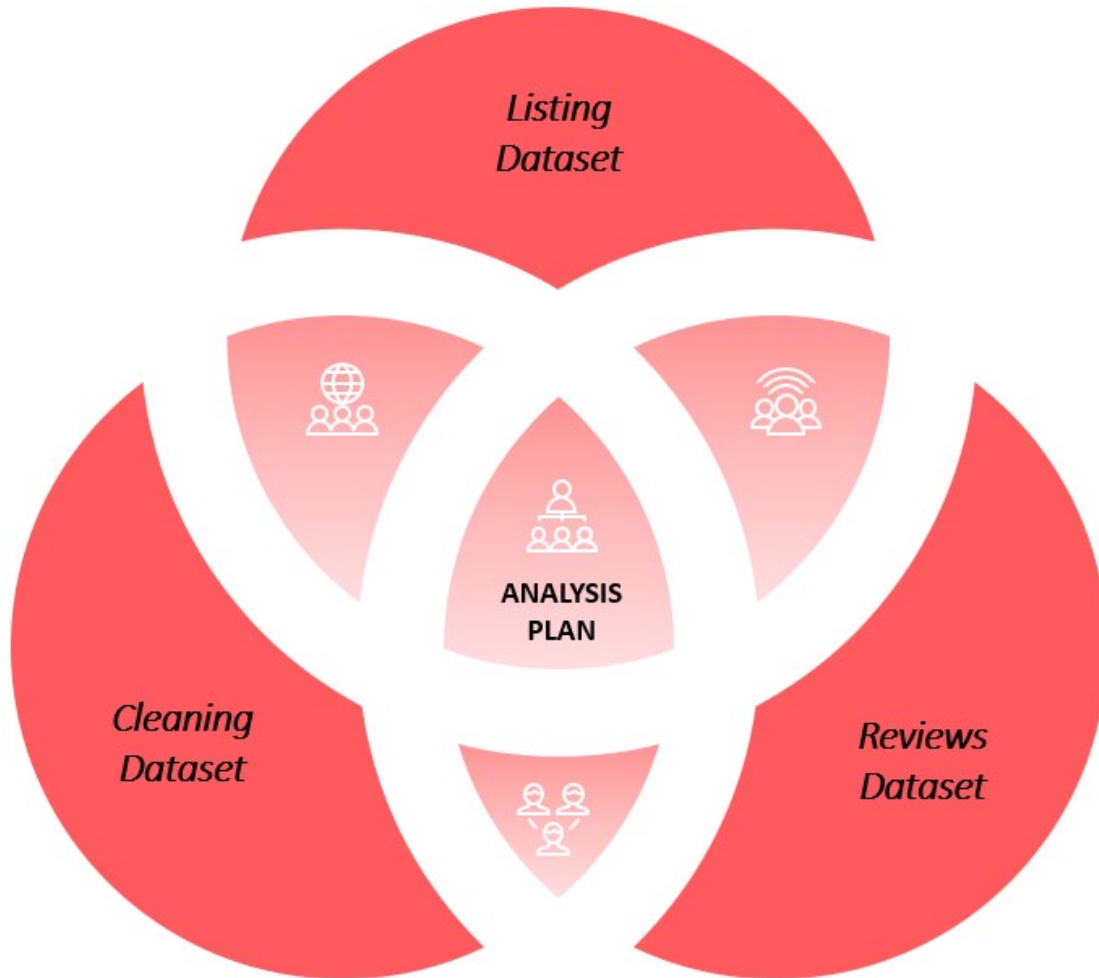 Listing
Dataset
ANALYSIS
PLAN
Cleaning
Dataset
Reviews
Dataset